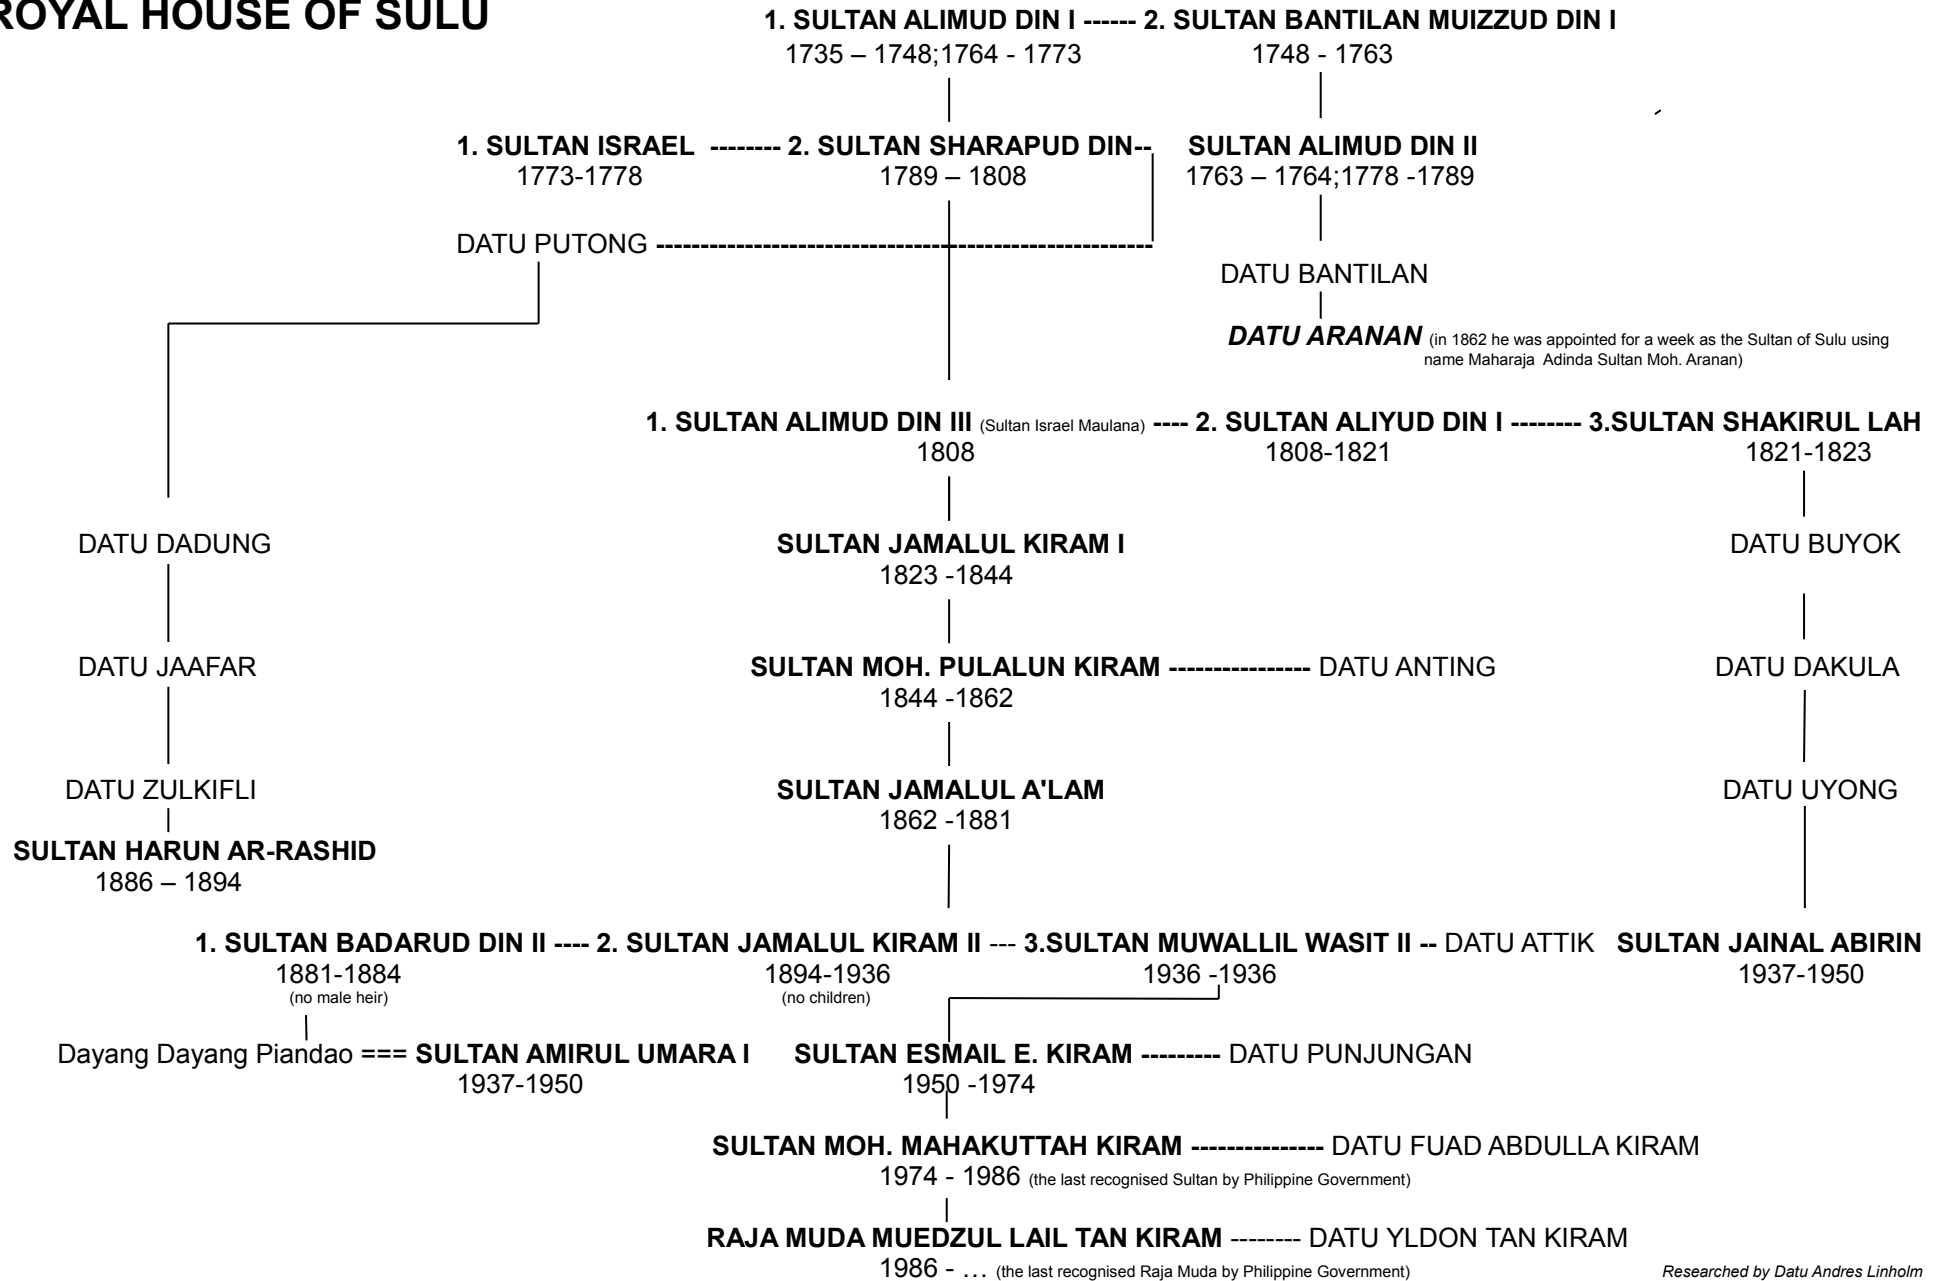 ROYAL HOUSE OF SULU
1. SULTAN ALIMUD DIN I ------ 2. SULTAN BANTILAN MUIZZUD DIN I
1735 – 1748;1764 - 1773 1748 - 1763
1. SULTAN ISRAEL -------- 2. SULTAN SHARAPUD DIN-- SULTAN ALIMUD DIN II
1773-1778 1789 – 1808 1763 – 1764;1778 -1789
DATU PUTONG --------------------------------------------------------
DATU BANTILAN
DATU ARANAN (in 1862 he was appointed for a week as the Sultan of Sulu using
name Maharaja Adinda Sultan Moh. Aranan)
1. SULTAN ALIMUD DIN III (Sultan Israel Maulana) ---- 2. SULTAN ALIYUD DIN I -------- 3.SULTAN SHAKIRUL LAH
1808 1808-1821 1821-1823
DATU DADUNG SULTAN JAMALUL KIRAM I DATU BUYOK
1823 -1844
DATU JAAFAR SULTAN MOH. PULALUN KIRAM ---------------- DATU ANTING DATU DAKULA
1844 -1862
DATU ZULKIFLI SULTAN JAMALUL A'LAM DATU UYONG
1862 -1881
SULTAN HARUN AR-RASHID
1886 – 1894
1. SULTAN BADARUD DIN II ---- 2. SULTAN JAMALUL KIRAM II --- 3.SULTAN MUWALLIL WASIT II -- DATU ATTIK SULTAN JAINAL ABIRIN
1881-1884 1894-1936 1936 -1936 1937-1950
(no male heir) (no children)
Dayang Dayang Piandao === SULTAN AMIRUL UMARA I SULTAN ESMAIL E. KIRAM --------- DATU PUNJUNGAN
1937-1950 1950 -1974
SULTAN MOH. MAHAKUTTAH KIRAM --------------- DATU FUAD ABDULLA KIRAM
1974 - 1986 (the last recognised Sultan by Philippine Government)
RAJA MUDA MUEDZUL LAIL TAN KIRAM -------- DATU YLDON TAN KIRAM
1986 - … (the last recognised Raja Muda by Philippine Government)
Researched by Datu Andres Linholm